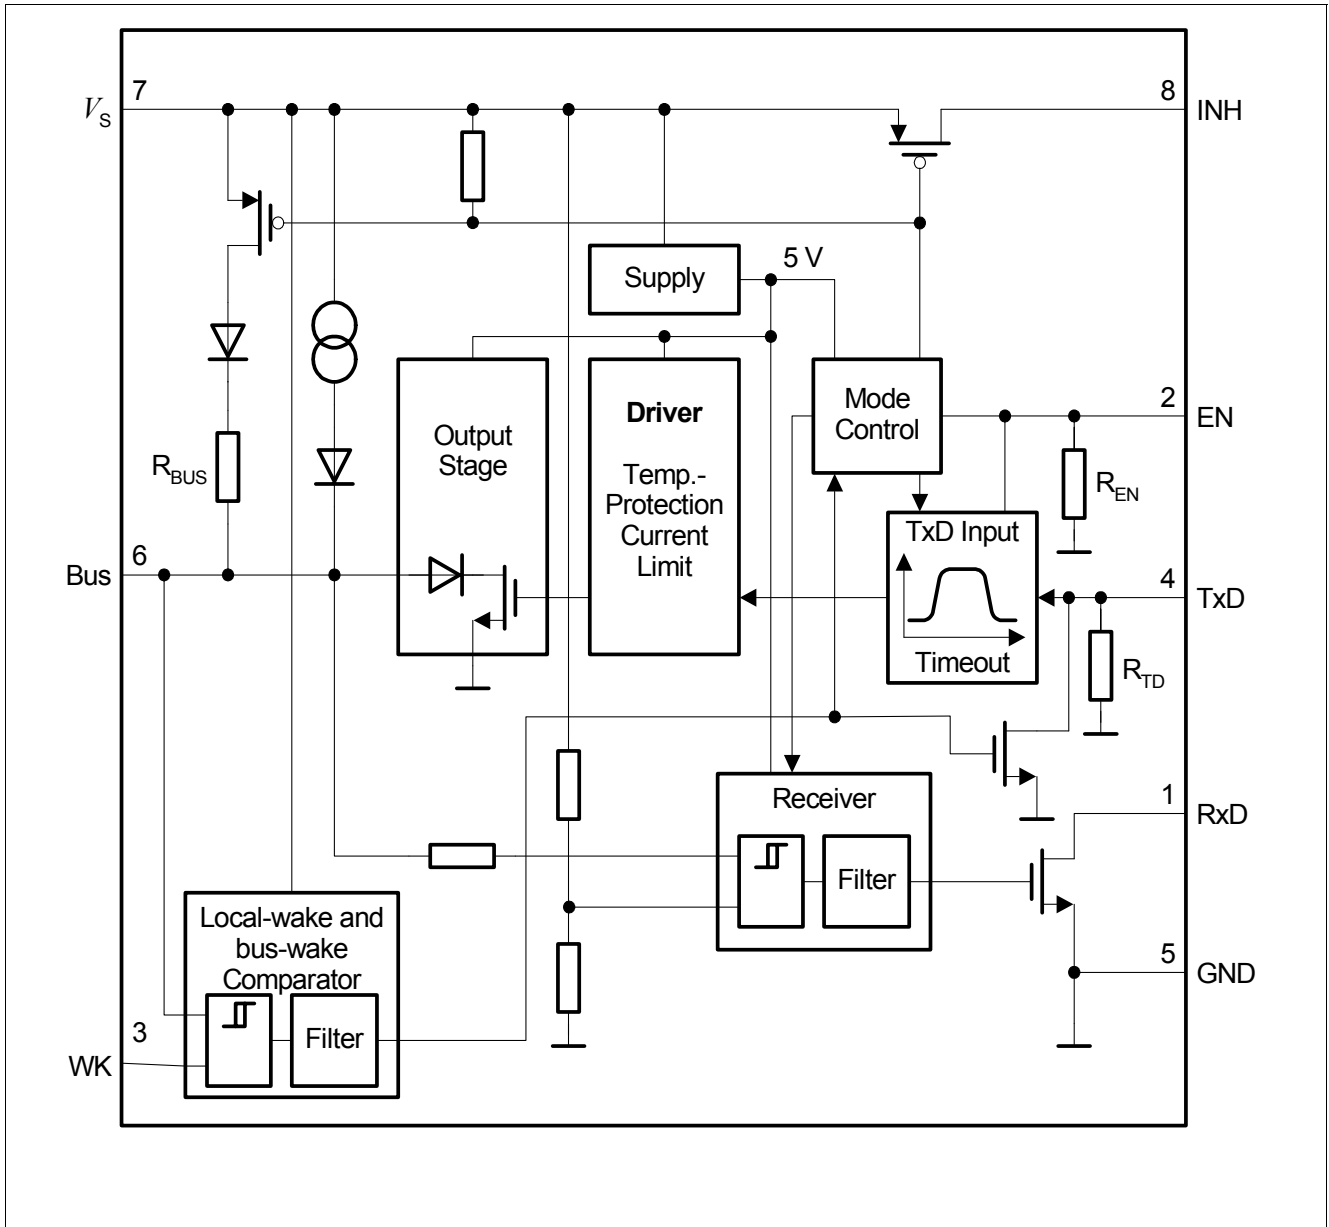 7
8
V_S
INH
5 V
Supply
Mode
Control
2
EN
Driver
Output
Stage
R_BUS
Temp.-
Protection
Current
Limit
R_EN
TxD Input
6
Bus
4
TxD
Timeout
R_TD
Receiver
1
RxD
Filter
Local-wake and
bus-wake
Comparator
5
GND
3
Filter
WK